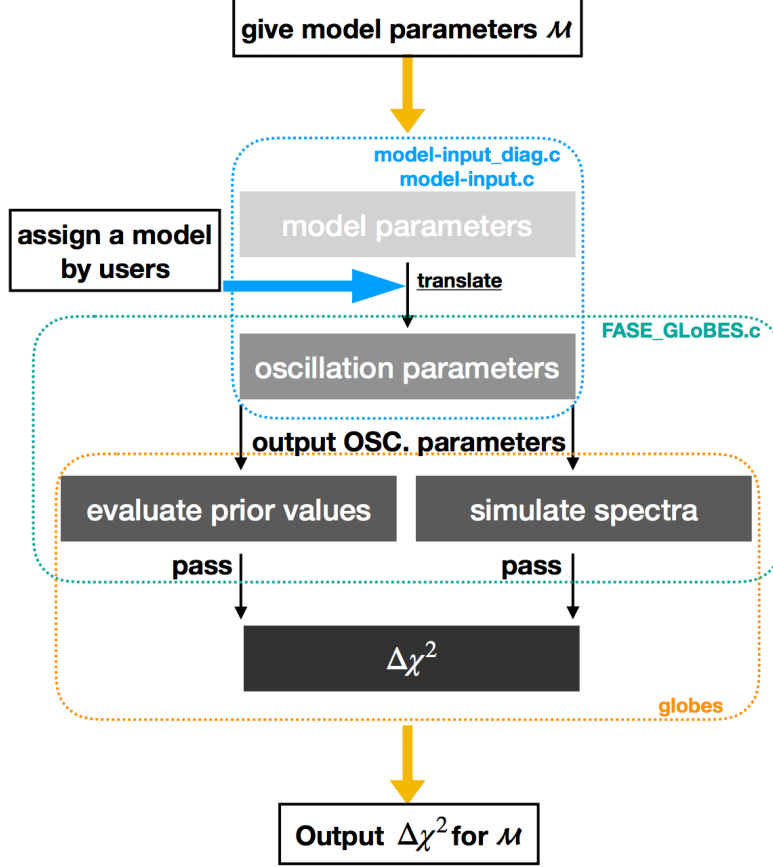 give model parameters ℳ
model-input_diag.c
model-input.c
model parameters
assign a model
by users
translate
FASE_GLoBES.c
oscillation parameters
output OSC. parameters
evaluate prior values
simulate spectra
pass
pass
Δχ²
globes
Output Δχ² for ℳ